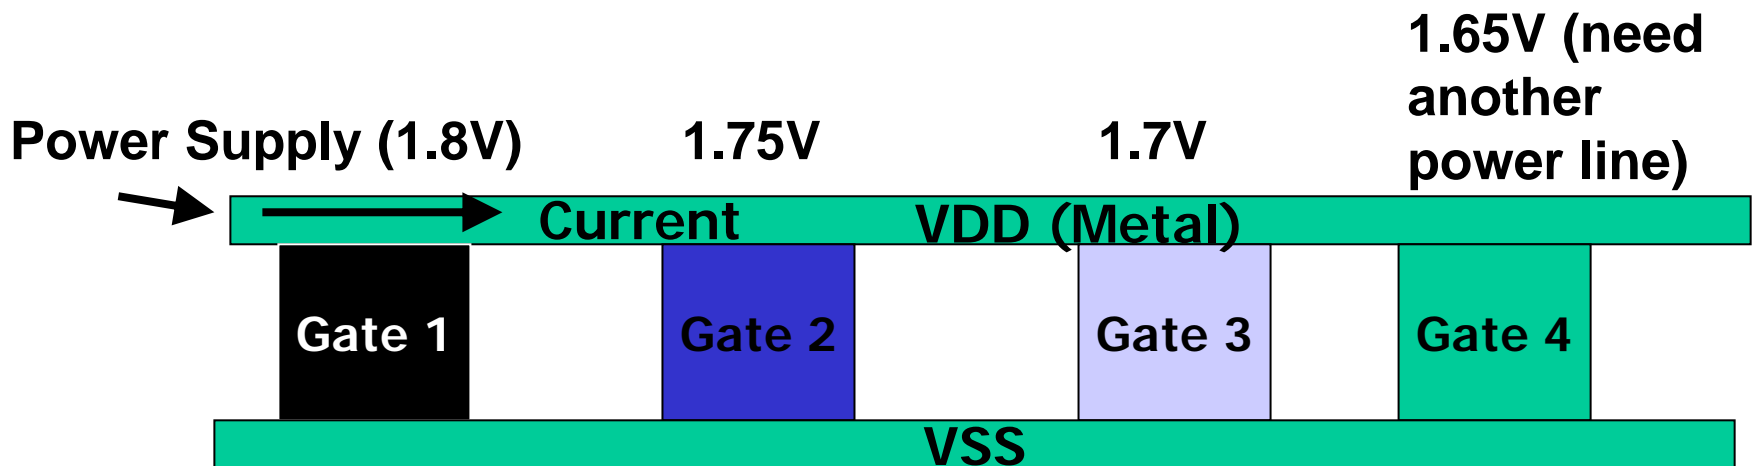 1.65V (need
another
power line)
Power Supply (1.8V)
1.75V
1.7V
Current
VDD (Metal)
Gate 1
Gate 2
Gate 3
Gate 4
VSS